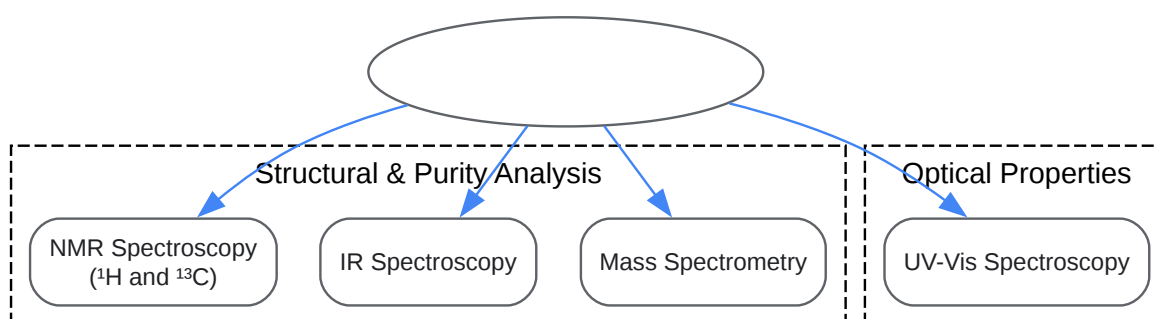 Structural & Purity Analysis
Optical Properties
NMR Spectroscopy
(¹H and ¹³C)
IR Spectroscopy
Mass Spectrometry
UV-Vis Spectroscopy